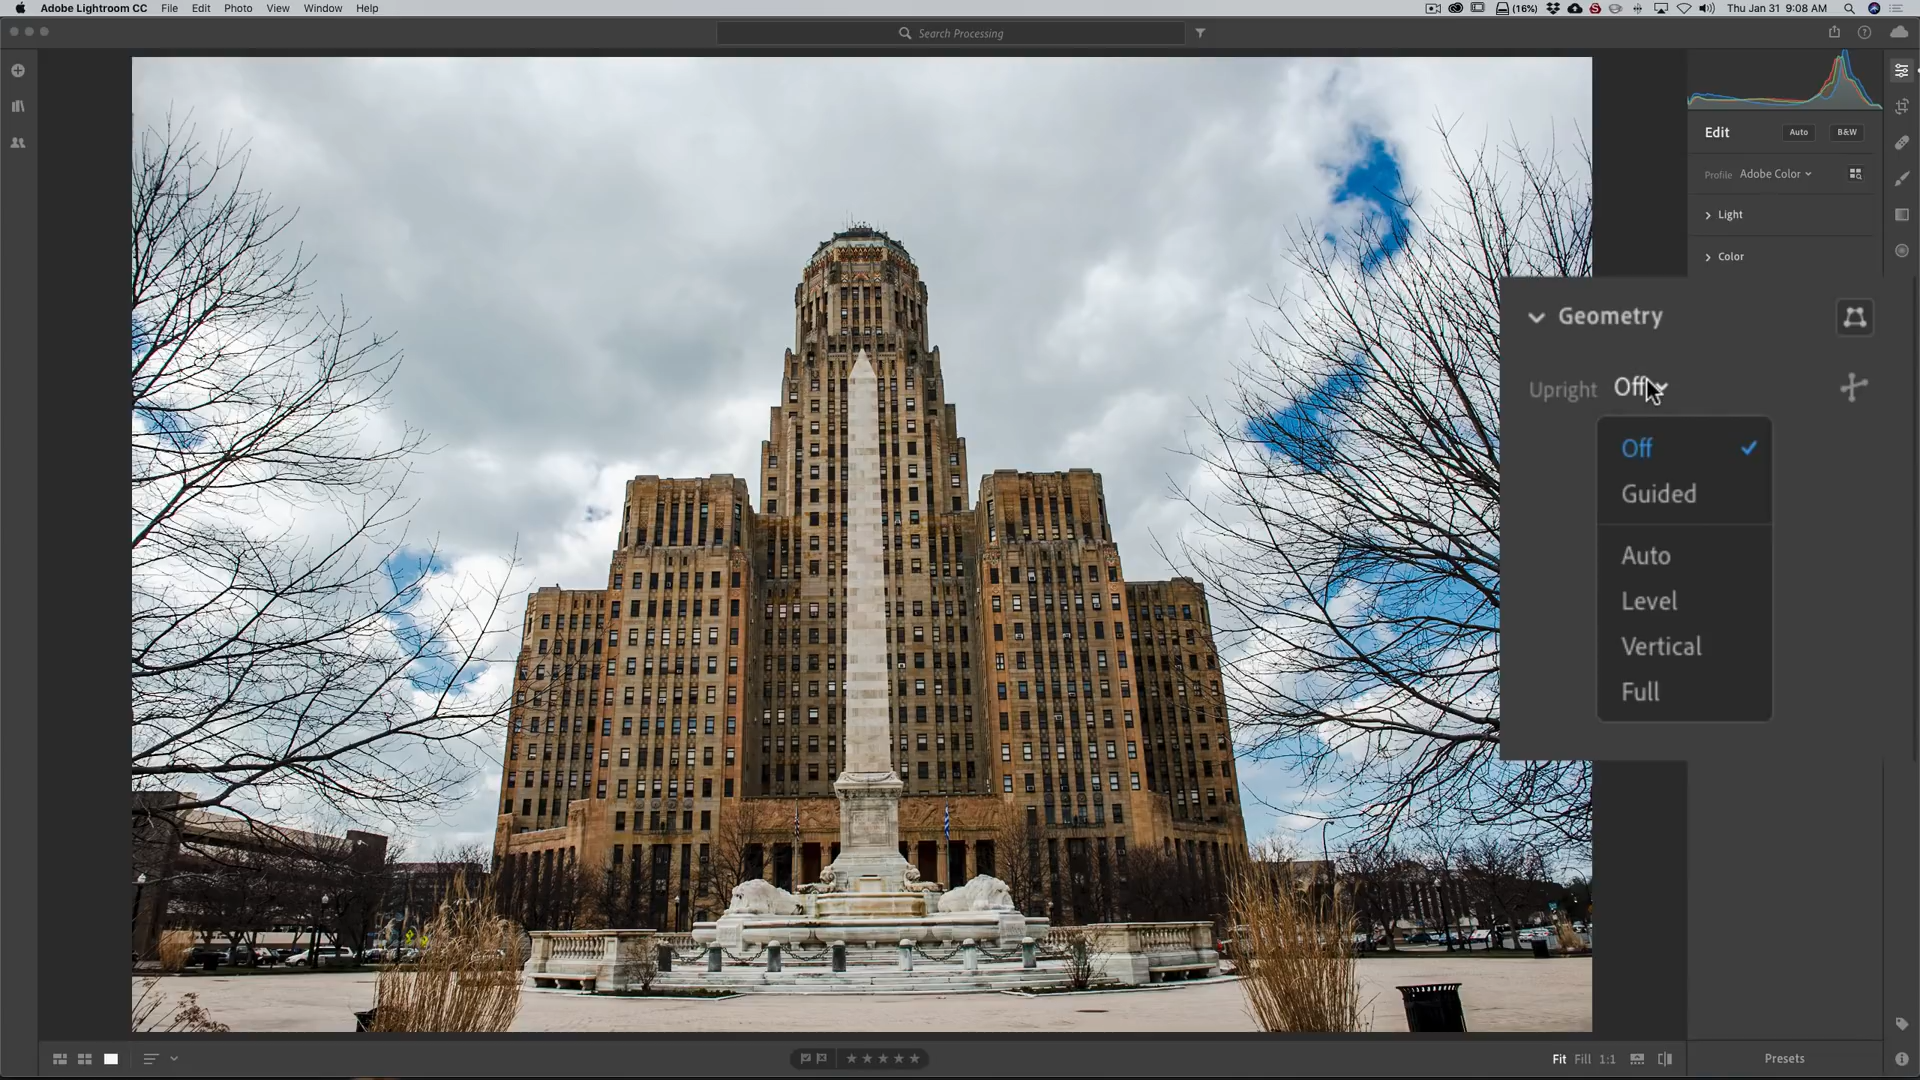 Adobe Lightroom CC File Edit Photo View Window Help (16%) Thu Jan 31 9:08 AM
Search Processing
Edit Auto B&W
Profile Adobe Color
Light
Color
Geometry
Upright Off
Off
Guided
Auto
Level
Vertical
Full
Fit Fill 1:1 Presets